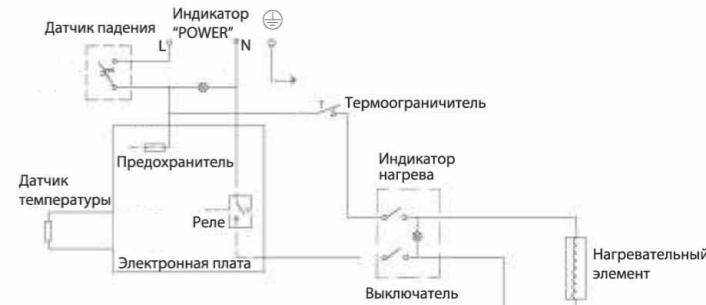 Индикатор
“POWER”
Датчик падения
L
N
T
Термоограничитель
Предохранитель
Индикатор
нагрева
Датчик
температуры
Реле
Нагревательный
элемент
Электронная плата
Выключатель